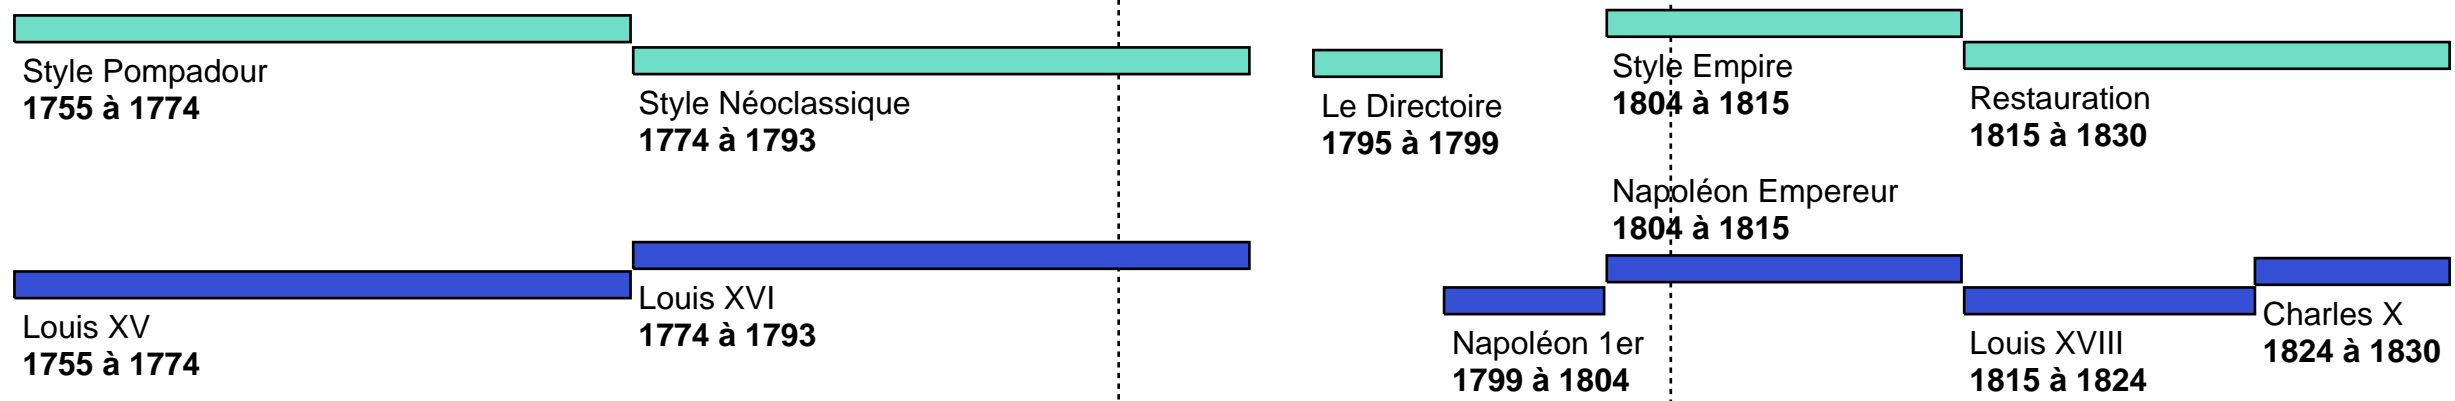 Style Pompadour
1755 à 1774
Style Néoclassique
1774 à 1793
Le Directoire
1795 à 1799
Style Empire
1804 à 1815
Restauration
1815 à 1830
Napoléon Empereur
1804 à 1815
Louis XV
1755 à 1774
Louis XVI
1774 à 1793
Napoléon 1er
1799 à 1804
Louis XVIII
1815 à 1824
Charles X
1824 à 1830